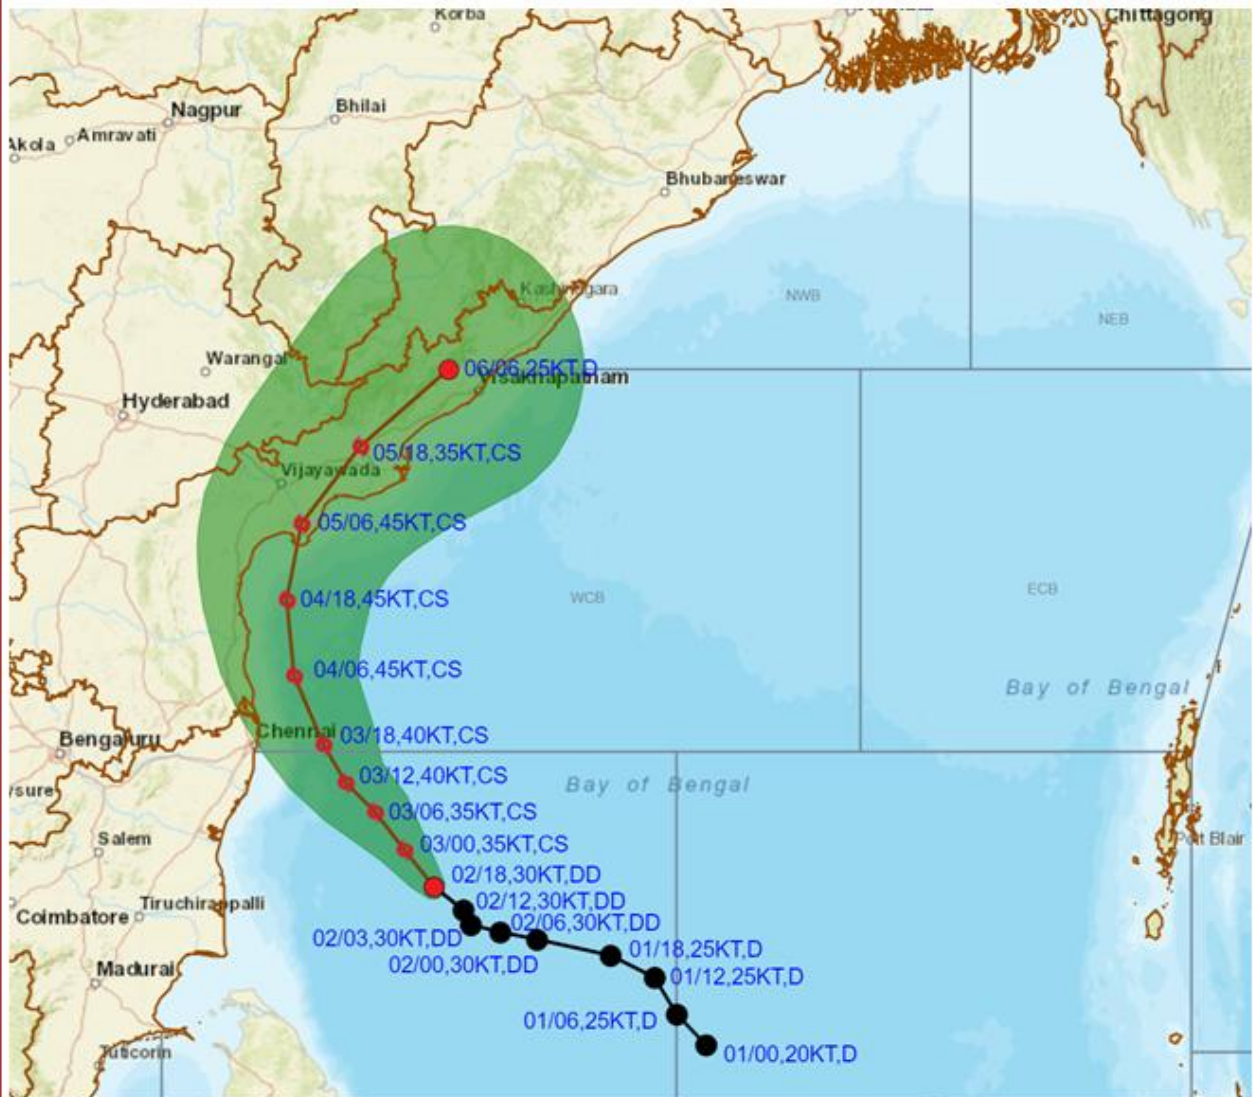 Korba
Chittagong
Nagpur
Bhilai
Akola
Amravati
Bhubaneswar
NWB
NEB
Warangal
06/06,25KT,D
Visakhapatnam
Hyderabad
05/18,35KT,CS
Vijayawada
05/06,45KT,CS
WCB
ECB
04/18,45KT,CS
04/06,45KT,CS
Bay of Bengal
Chennai
03/18,40KT,CS
Bengaluru
03/12,40KT,CS
Bay of Bengal
ysure
03/06,35KT,CS
Salem
03/00,35KT,CS
Port Blair
02/18,30KT,DD
02/12,30KT,DD
Tiruchirappalli
Coimbatore
02/06,30KT,DD
02/03,30KT,DD
01/18,25KT,D
02/00,30KT,DD
Madurai
01/12,25KT,D
01/06,25KT,D
Tuticorin
01/00,20KT,D